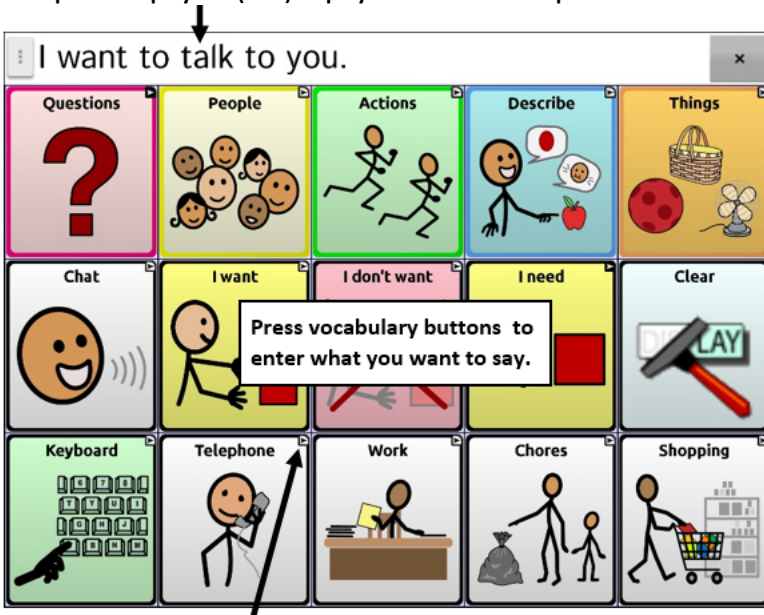 I want to talk to you.
×
Questions
People
Actions
Describe
Things
Chat
I want
I don't want
I need
Clear
Press vocabulary buttons to
enter what you want to say.
LAY
Keyboard
Telephone
Work
Chores
Shopping